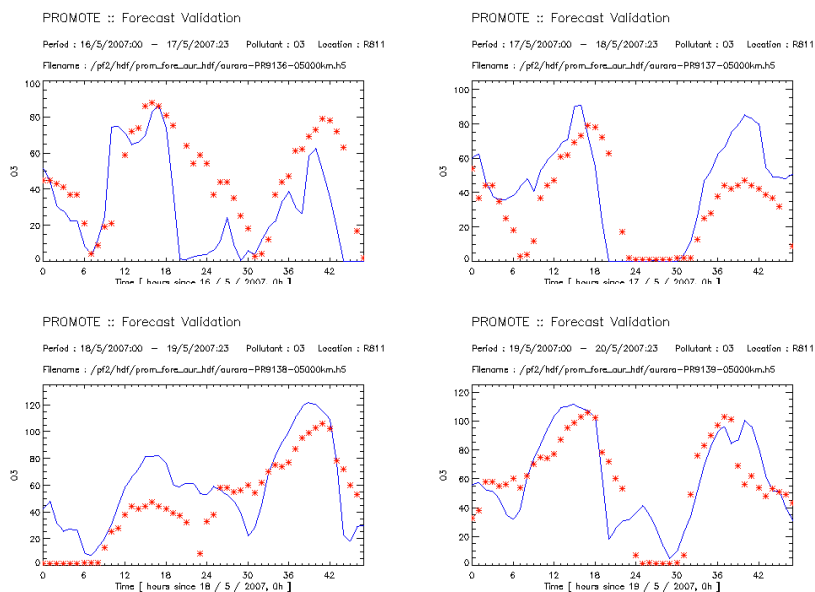 PROMOTE :: Forecast Validation
Period : 16/5/2007:00 – 17/5/2007:23 Pollutant : O3 Location : R811
Filename : /pf2/hdf/prom_fore_aur_hdf/aurora-PR9136-05000km.h5
100
80
60
40
20
0
O3
0 6 12 18 24 30 36 42
Time [ hours since 16 / 5 / 2007, 0h ]
PROMOTE :: Forecast Validation
Period : 17/5/2007:00 – 18/5/2007:23 Pollutant : O3 Location : R811
Filename : /pf2/hdf/prom_fore_aur_hdf/aurora-PR9137-05000km.h5
100
80
60
40
20
0
O3
0 6 12 18 24 30 36 42
Time [ hours since 17 / 5 / 2007, 0h ]
PROMOTE :: Forecast Validation
Period : 18/5/2007:00 – 19/5/2007:23 Pollutant : O3 Location : R811
Filename : /pf2/hdf/prom_fore_aur_hdf/aurora-PR9138-05000km.h5
120
100
80
60
40
20
0
O3
0 6 12 18 24 30 36 42
Time [ hours since 18 / 5 / 2007, 0h ]
PROMOTE :: Forecast Validation
Period : 19/5/2007:00 – 20/5/2007:23 Pollutant : O3 Location : R811
Filename : /pf2/hdf/prom_fore_aur_hdf/aurora-PR9139-05000km.h5
120
100
80
60
40
20
0
O3
0 6 12 18 24 30 36 42
Time [ hours since 19 / 5 / 2007, 0h ]